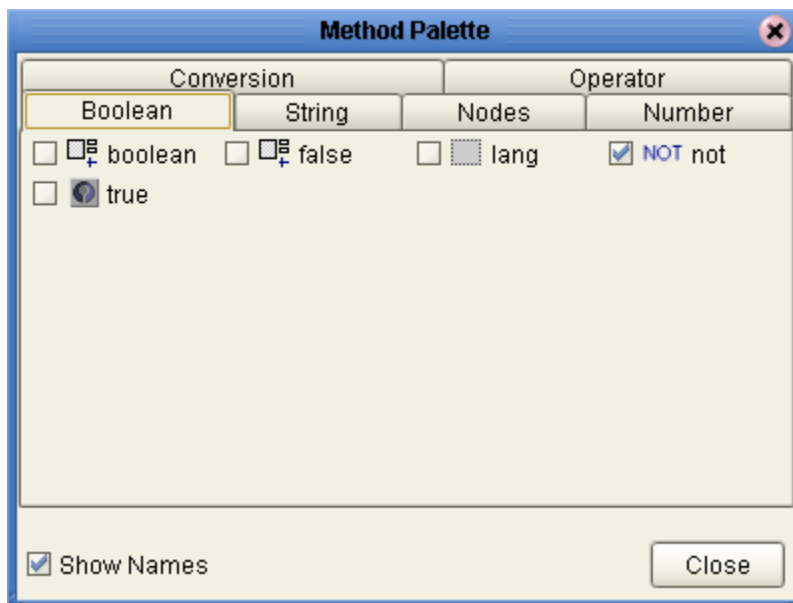 Method Palette
Conversion Operator
Boolean String Nodes Number
boolean false lang NOT not
true
Show Names Close